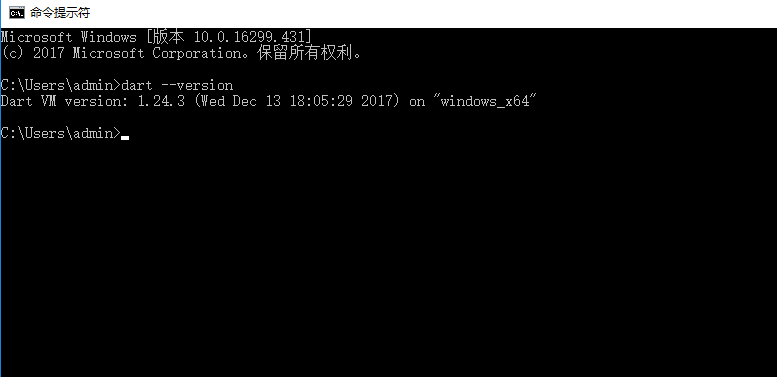 命令提示符
Microsoft Windows [版本 10.0.16299.431]
(c) 2017 Microsoft Corporation。保留所有权利。
C:\Users\admin>dart --version
Dart VM version: 1.24.3 (Wed Dec 13 18:05:29 2017) on "windows_x64"
C:\Users\admin>